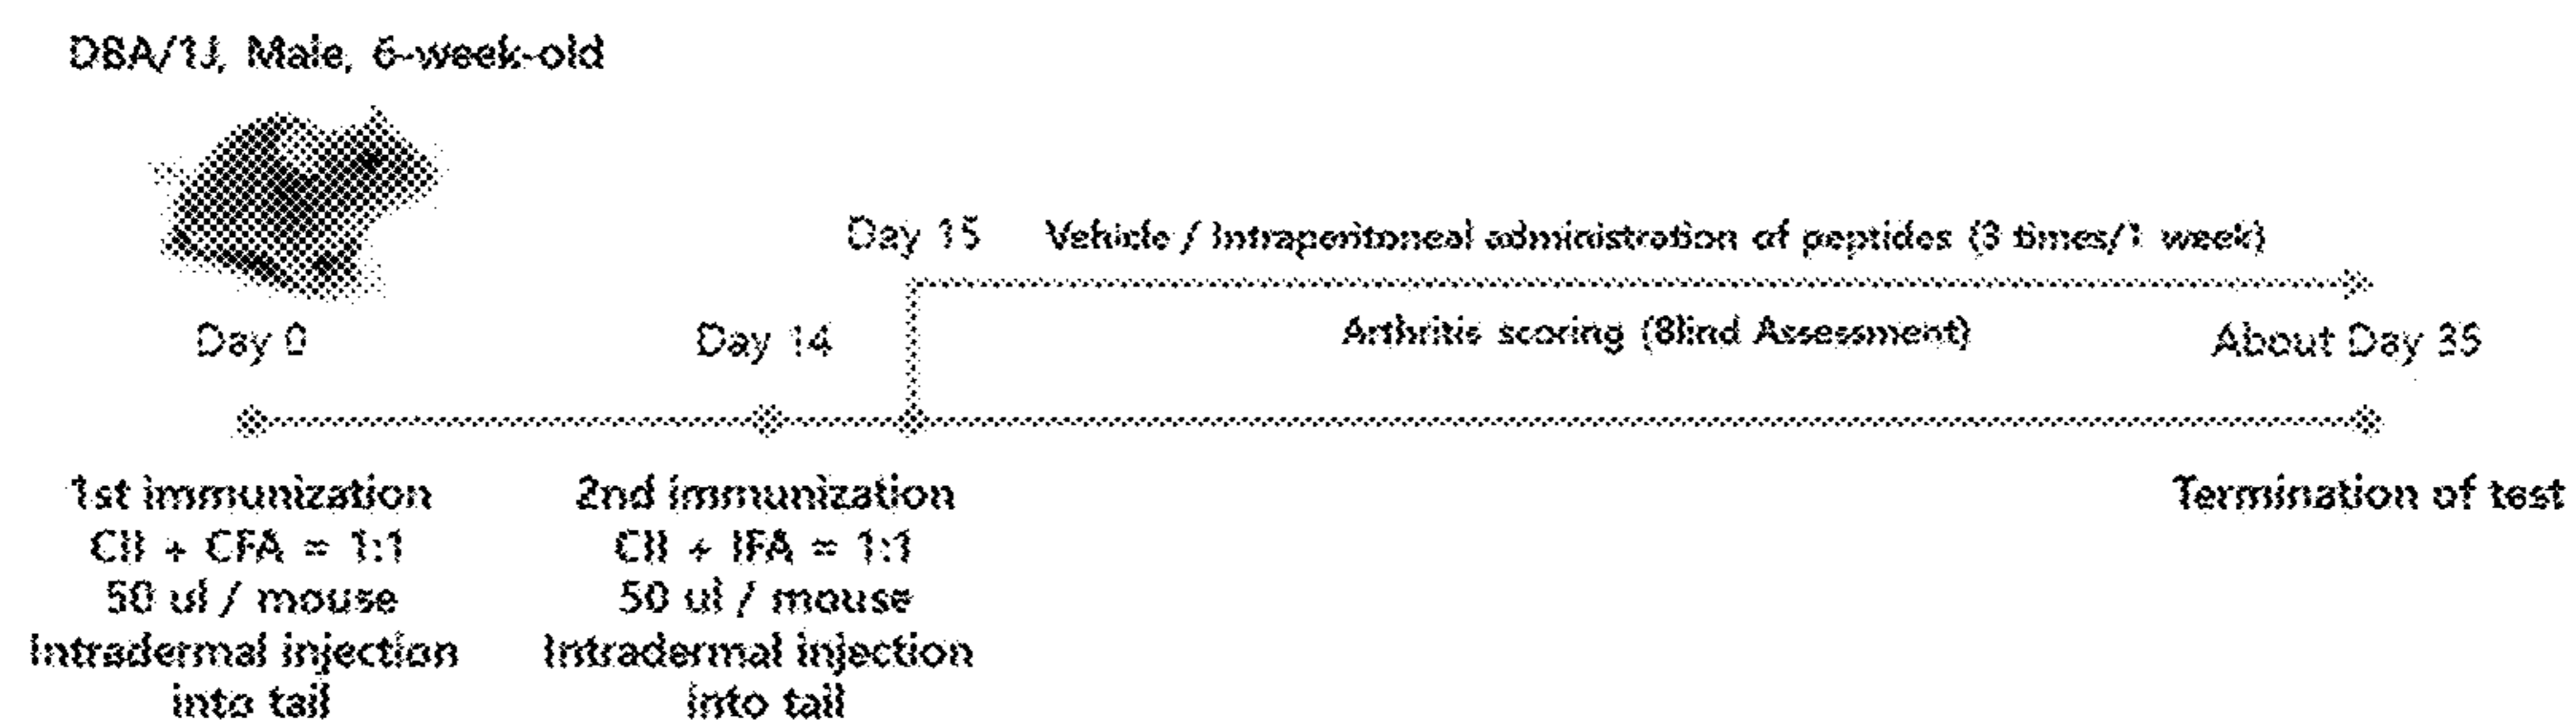 DBA/1J, Male, 6-week-old
Day 15
Vehicle / Intraperitoneal administration of peptides (3 times/1 week)
Day 0
Day 14
Arthritis scoring (Blind Assessment)
About Day 35
1st immunization
CII + CFA = 1:1
50 ul / mouse
Intradermal injection
into tail
2nd immunization
CII + IFA = 1:1
50 ul / mouse
Intradermal injection
into tail
Termination of test